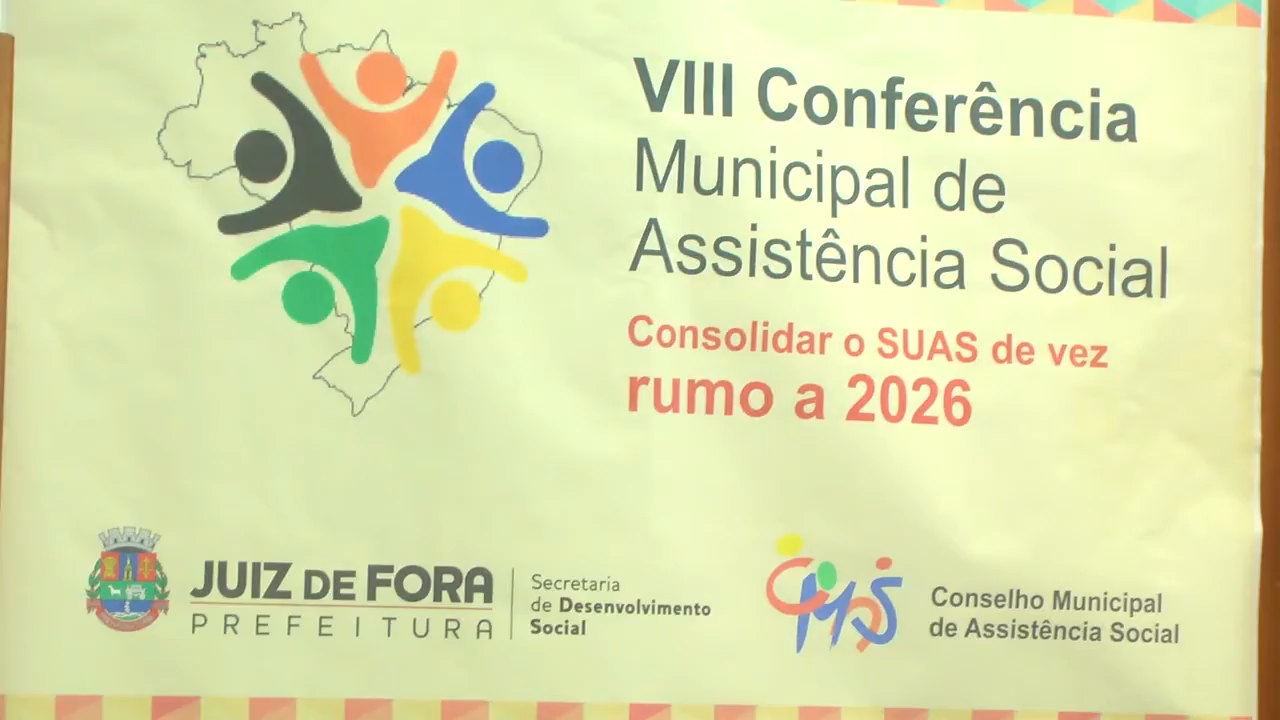 VIII Conferência
Municipal de
Assistência Social
Consolidar o SUAS de vez
rumo a 2026
JUIZ DE FORA
PREFEITURA
Secretaria
de Desenvolvimento
Social
CMAS
Conselho Municipal
de Assistência Social